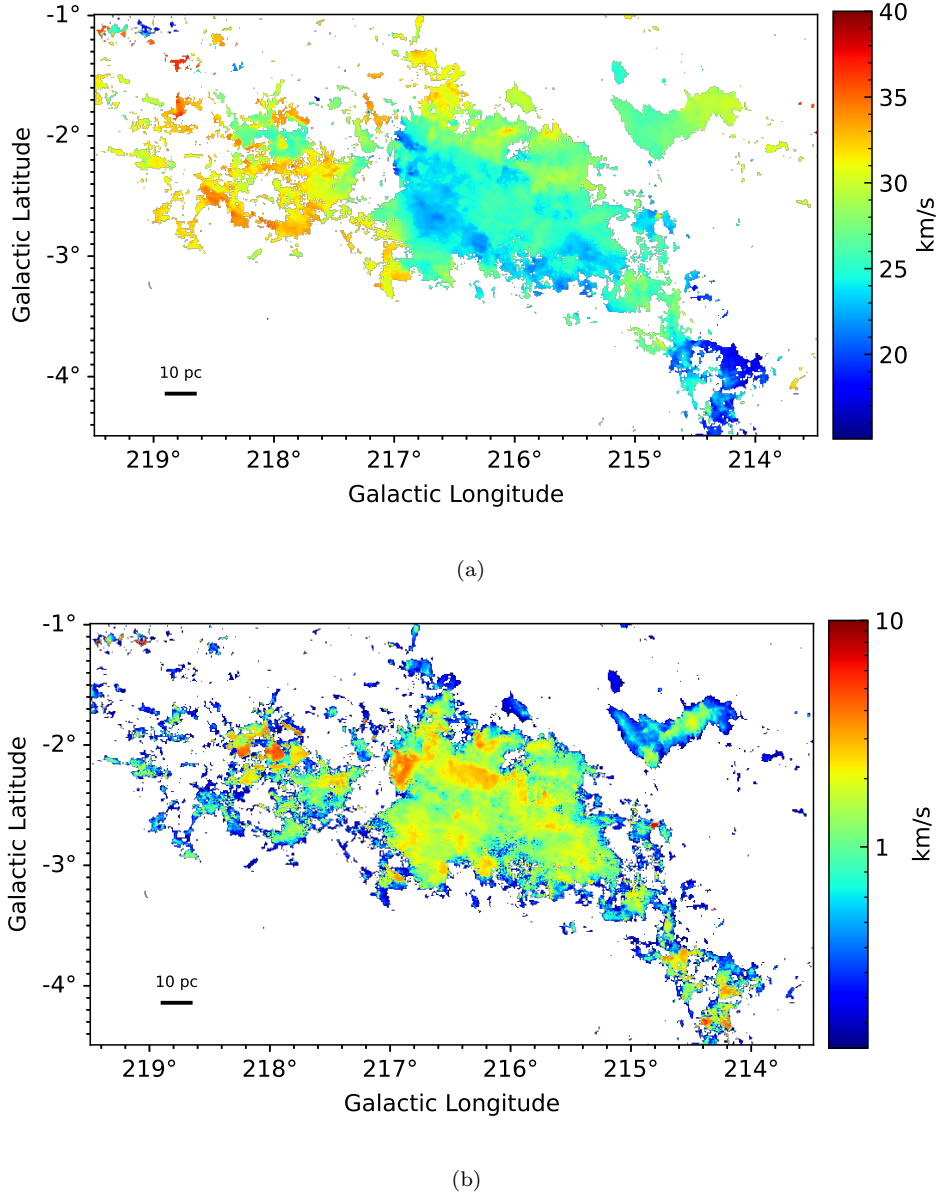 -1°
-2°
-3°
-4°
Galactic Latitude
10 pc
219°
218°
217°
216°
215°
214°
Galactic Longitude
40
35
30
25
20
km/s
(a)
-1°
-2°
-3°
-4°
Galactic Latitude
10 pc
219°
218°
217°
216°
215°
214°
Galactic Longitude
10
1
km/s
(b)